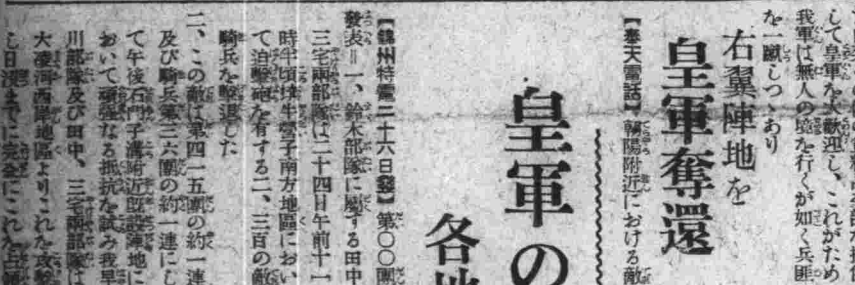 して皇軍を大歡迎し、これがため
我軍は無人の境を行くが如く兵匪
を一蹴しつゝあり
右翼陣地を
皇軍奪還
【奉天電話】朝陽附近における敵
皇軍の
各地
【錦州特電二十六日發】第〇〇團
發表＝一、鈴木部隊に屬する田中
三宅兩部隊は二十四日午前十一
時半頃蟒牛營子南方地區におい
て迫擊砲を有する二、三百の敵
騎兵を擊退した
二、この敵は第四一五團の約一連
及び騎兵第三六團の約一連にし
て午後石門子溝附近既設陣地に
おいて頑强なる抵抗を試み我早
川部隊及び田中、三宅兩部隊は
大凌河西岸地區よりこれを攻擊
し日沒までに完全にこれを占領